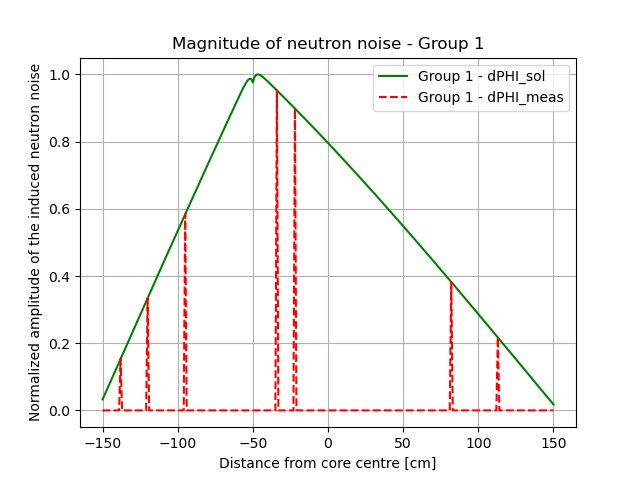 Magnitude of neutron noise - Group 1
Normalized amplitude of the induced neutron noise
1.0
0.8
0.6
0.4
0.2
0.0
Group 1 - dPHI_sol
Group 1 - dPHI_meas
−150 −100 −50 0 50 100 150
Distance from core centre [cm]